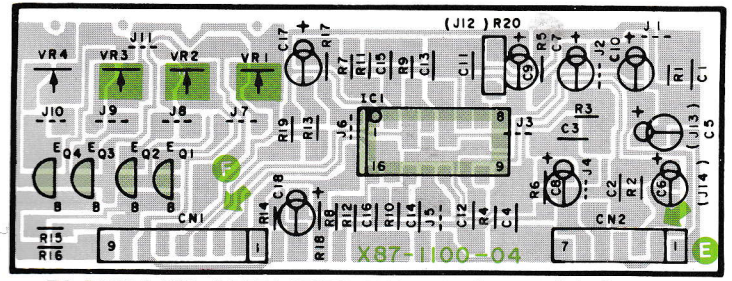 J11 C17 R17 (J12) R20 R5 C7 J2 C10 J1
VR4 VR3 VR2 VR1 R7 R11 C15 R9 C13 C11 C9 R1 C1
IC1
J10 J9 J8 J7 R19 R13 J6 8 J3 R3 C3 (J13) C5
E Q4 E Q3 E Q2 E Q1 F 16 9 J4
B B B B C18 R6 C8 C2 R2 C6 (J14)
CN1 R14 R18 R8 R12 C16 R10 C14 J5 C12 R4 C4 CN2
R15 9 1 7 1 E
R16 X87-1100-04